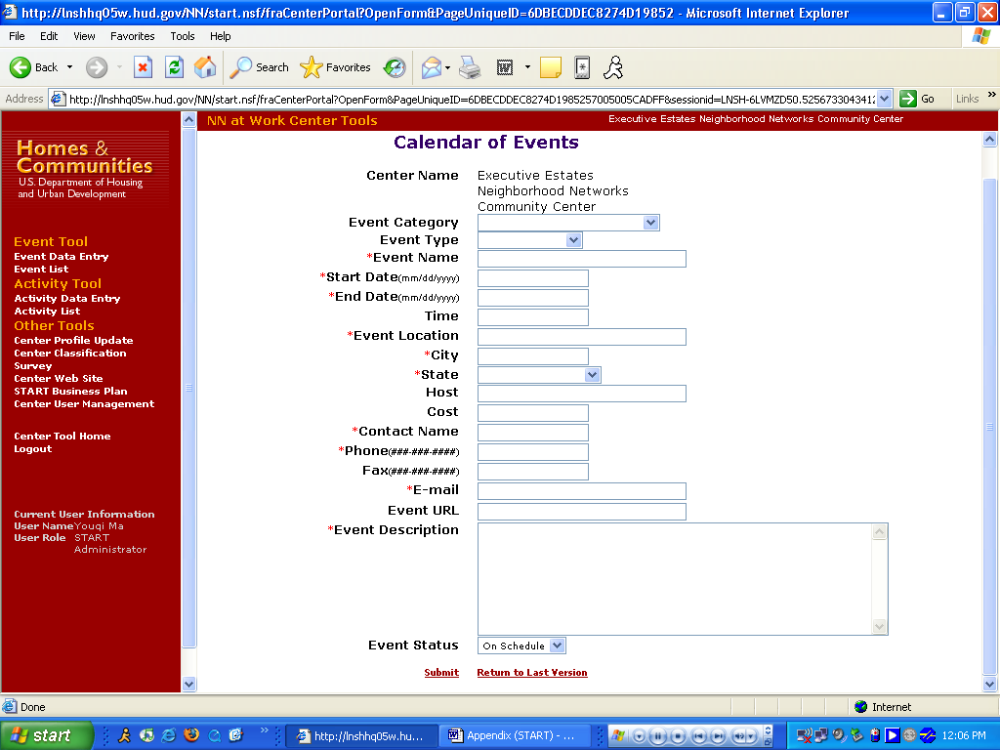 http://lnshhq05w.hud.gov/NN/start.nsf/fraCenterPortal?OpenForm&PageUniqueID=6DBECDDEC8274D19852 - Microsoft Internet Explorer
File Edit View Favorites Tools Help
Back Search Favorites
Address http://lnshhq05w.hud.gov/NN/start.nsf/fraCenterPortal?OpenForm&PageUniqueID=6DBECDDEC8274D1985257005005CADFF&sessionid=LNSH-6LVMZD50.5256733043412 Go Links »
NN at Work Center Tools Executive Estates Neighborhood Networks Community Center
Homes &
Communities
U.S. Department of Housing
and Urban Development
Event Tool
Event Data Entry
Event List
Activity Tool
Activity Data Entry
Activity List
Other Tools
Center Profile Update
Center Classification
Survey
Center Web Site
START Business Plan
Center User Management
Center Tool Home
Logout
Current User Information
User Name Youqi Ma
User Role START
Administrator
Calendar of Events
Center Name Executive Estates
Neighborhood Networks
Community Center
Event Category
Event Type
*Event Name
*Start Date(mm/dd/yyyy)
*End Date(mm/dd/yyyy)
Time
*Event Location
*City
*State
Host
Cost
*Contact Name
*Phone(###-###-####)
Fax(###-###-####)
*E-mail
Event URL
*Event Description
Event Status On Schedule
Submit Return to Last Version
Done Internet
start » http://lnshhq05w.hu... Appendix (START) - ... 12:06 PM